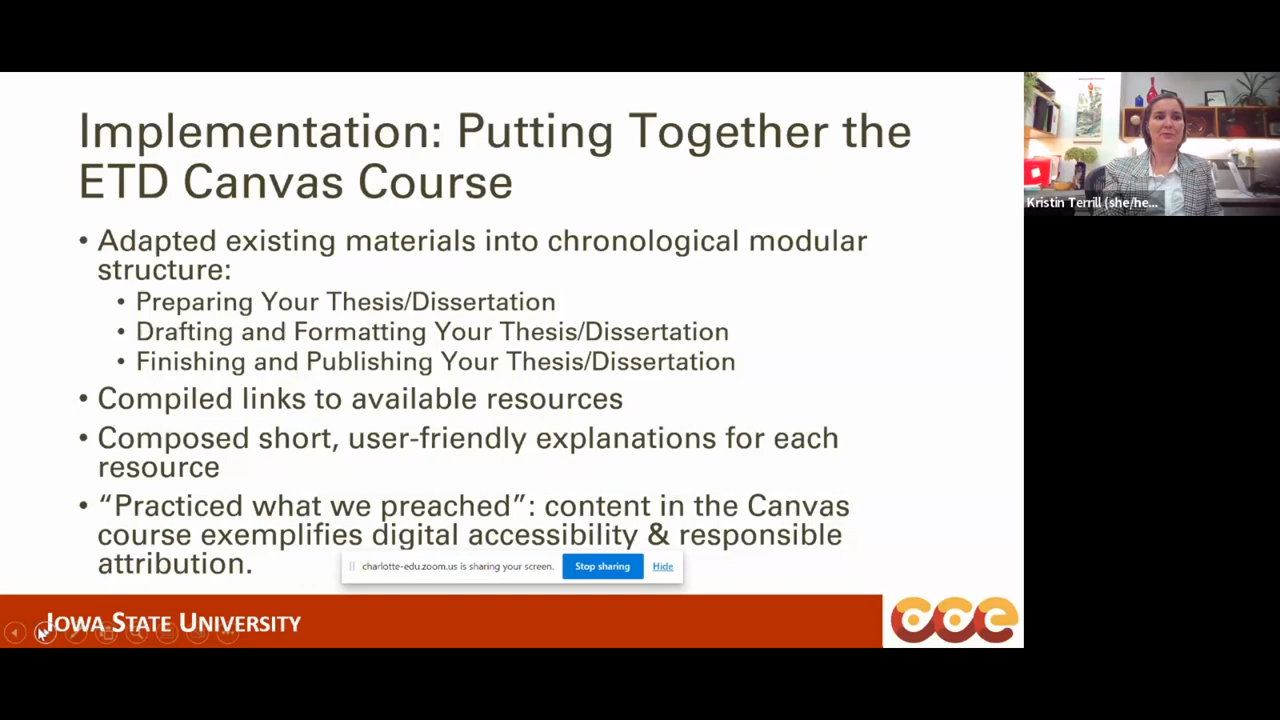 Implementation: Putting Together the
ETD Canvas Course
• Adapted existing materials into chronological modular
structure:
• Preparing Your Thesis/Dissertation
• Drafting and Formatting Your Thesis/Dissertation
• Finishing and Publishing Your Thesis/Dissertation
• Compiled links to available resources
• Composed short, user-friendly explanations for each
resource
• “Practiced what we preached”: content in the Canvas
course exemplifies digital accessibility & responsible
attribution.
charlotte-edu.zoom.us is sharing your screen. Stop sharing Hide
IOWA STATE UNIVERSITY
cce
Kristin Terrill (she/he...